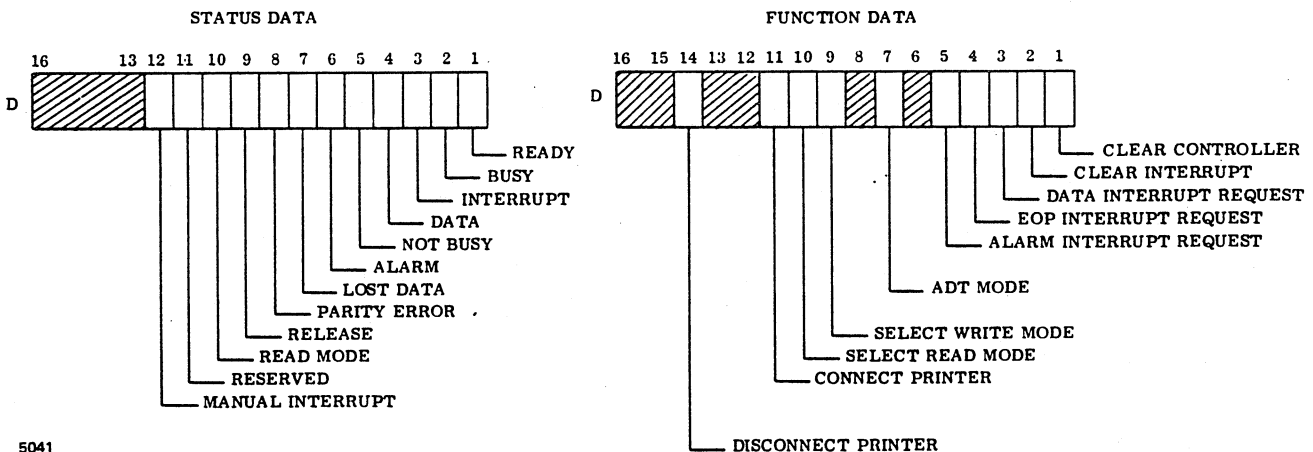 STATUS DATA
16 13 12 11 10 9 8 7 6 5 4 3 2 1
D
READY
BUSY
INTERRUPT
DATA
NOT BUSY
ALARM
LOST DATA
PARITY ERROR
RELEASE
READ MODE
RESERVED
MANUAL INTERRUPT
5041
FUNCTION DATA
16 15 14 13 12 11 10 9 8 7 6 5 4 3 2 1
D
CLEAR CONTROLLER
CLEAR INTERRUPT
DATA INTERRUPT REQUEST
EOP INTERRUPT REQUEST
ALARM INTERRUPT REQUEST
ADT MODE
SELECT WRITE MODE
SELECT READ MODE
CONNECT PRINTER
DISCONNECT PRINTER